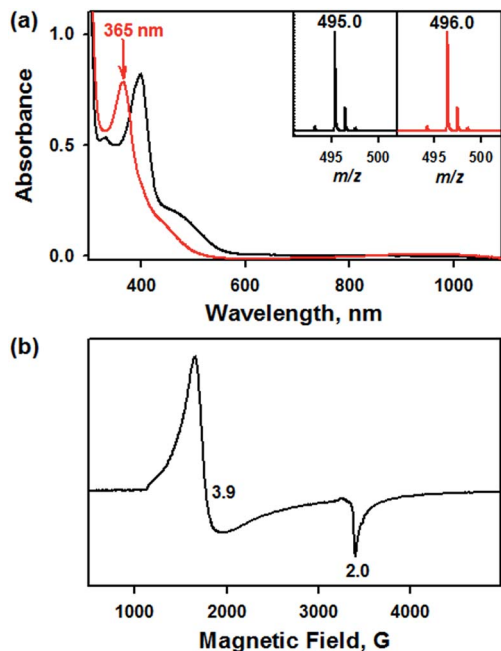 (a)
365 nm
495.0
496.0
1.0
0.5
0.0
Absorbance
495 500 495 500
m/z m/z
400 600 800 1000
Wavelength, nm
(b)
3.9
2.0
1000 2000 3000 4000
Magnetic Field, G